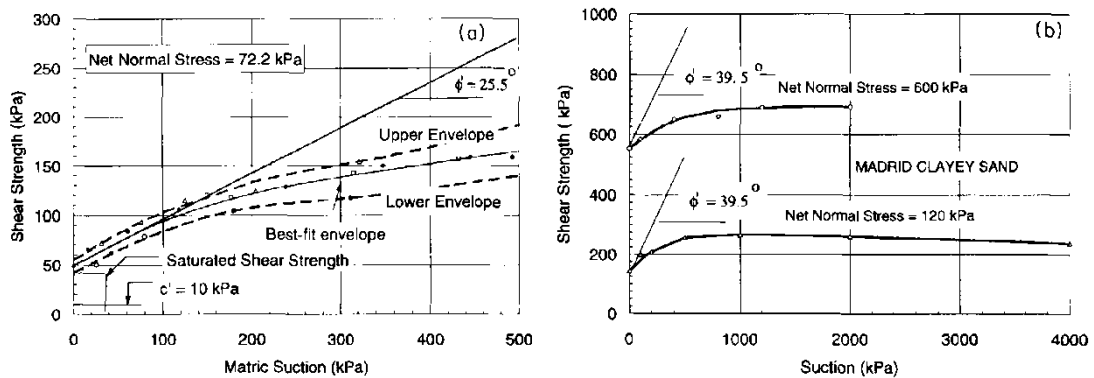 (a)
300
250
200
150
100
50
0
Shear Strength (kPa)
Net Normal Stress = 72.2 kPa
ϕ' = 25.5°
Upper Envelope
Lower Envelope
Best-fit envelope
Saturated Shear Strength
c' = 10 kPa
0 100 200 300 400 500
Matric Suction (kPa)
(b)
1000
800
600
400
200
0
Shear Strength ( kPa)
ϕ' = 39.5°
Net Normal Stress = 600 kPa
MADRID CLAYEY SAND
ϕ' = 39.5°
Net Normal Stress = 120 kPa
0 1000 2000 3000 4000
Suction (kPa)